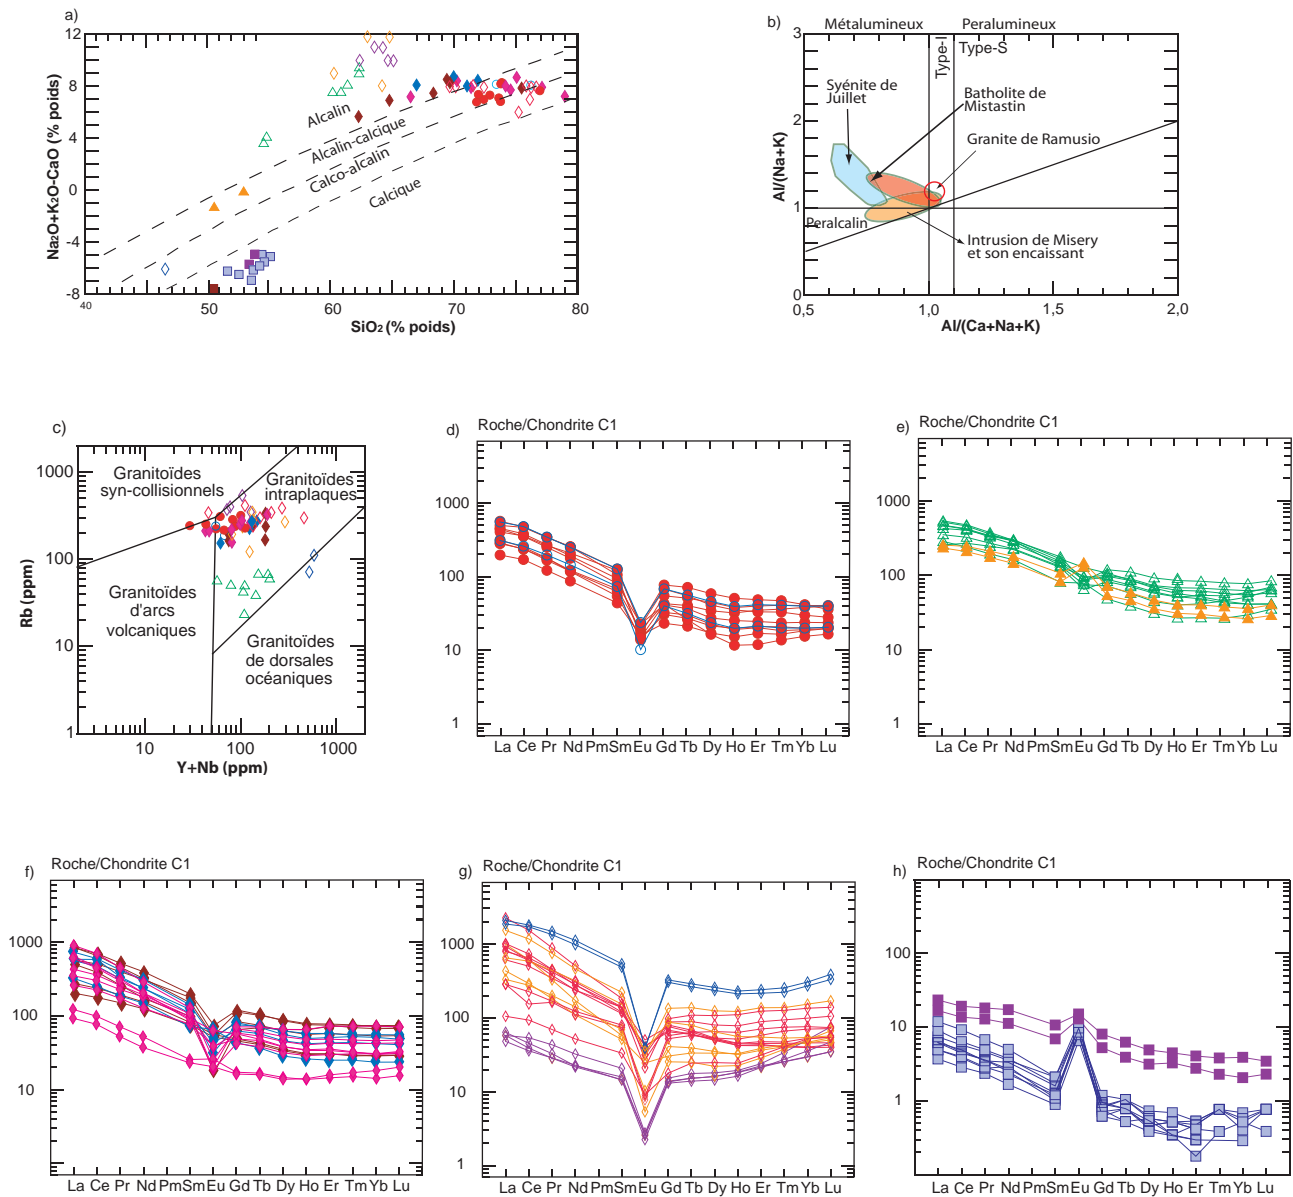 a)
12
8
4
0
-4
-8
40
50
60
70
80
Na2O+K2O-CaO (% poids)
SiO2 (% poids)
Alcalin
Alcalin-calcique
Calco-alcalin
Calcique
b)
Métalumineux
Peralumineux
Type-I
Type-S
3
2
1
0
0,5
1,0
1,5
2,0
Al/(Na+K)
Al/(Ca+Na+K)
Syénite de
Juillet
Batholite de
Mistastin
Granite de Ramusio
Peralcalin
Intrusion de Misery
et son encaissant
c)
1000
100
10
1
10
100
1000
Rb (ppm)
Y+Nb (ppm)
Granitoïdes
syn-collisionnels
Granitoïdes
intraplaques
Granitoïdes
d'arcs
volcaniques
Granitoïdes
de dorsales
océaniques
d)
Roche/Chondrite C1
1000
100
10
1
La Ce Pr Nd Pm Sm Eu Gd Tb Dy Ho Er Tm Yb Lu
e)
Roche/Chondrite C1
1000
100
10
1
La Ce Pr Nd Pm Sm Eu Gd Tb Dy Ho Er Tm Yb Lu
f)
Roche/Chondrite C1
1000
100
10
La Ce Pr Nd Pm Sm Eu Gd Tb Dy Ho Er Tm Yb Lu
g)
Roche/Chondrite C1
1000
100
10
1
La Ce Pr Nd Pm Sm Eu Gd Tb Dy Ho Er Tm Yb Lu
h)
Roche/Chondrite C1
100
10
1
La Ce Pr Nd Pm Sm Eu Gd Tb Dy Ho Er Tm Yb Lu